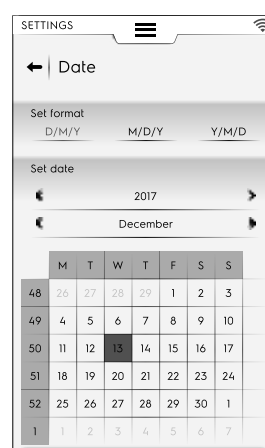 SETTINGS
Date
Set format
D/M/Y M/D/Y Y/M/D
Set date
2017
December
M T W T F S S
48 26 27 28 29 1 2 3
49 4 5 6 7 8 9 10
50 11 12 13 14 15 16 17
51 18 19 20 21 22 23 24
52 25 26 27 28 29 30 1
1 1 2 3 4 5 6 7